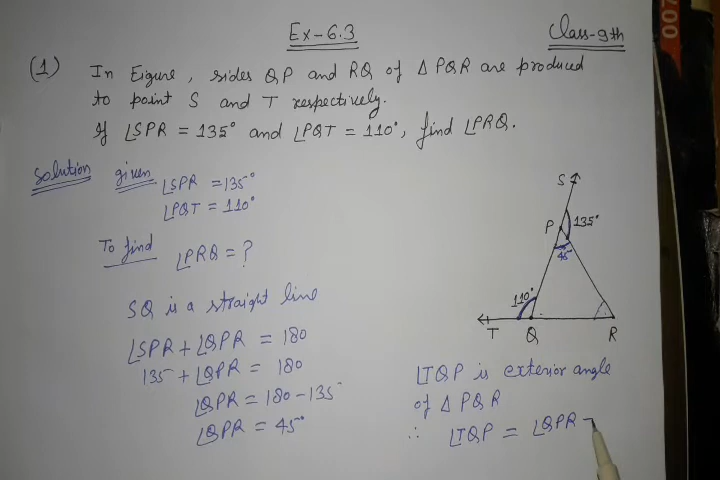 Ex-6.3
Class-9th
(1) In Figure, sides QP and RQ of Δ PQR are produced
to point S and T respectively.
If ∠SPR = 135° and ∠PQT = 110°, find ∠PRQ.
Solution given ∠SPR = 135°
∠PQT = 110°
To find ∠PRQ = ?
SQ is a straight line
∠SPR + ∠QPR = 180
135 + ∠QPR = 180
∠QPR = 180 - 135
∠QPR = 45°
S
P 135°
45°
110°
T Q R
∠TQP is exterior angle
of Δ PQR
∴ ∠TQP = ∠QPR
007